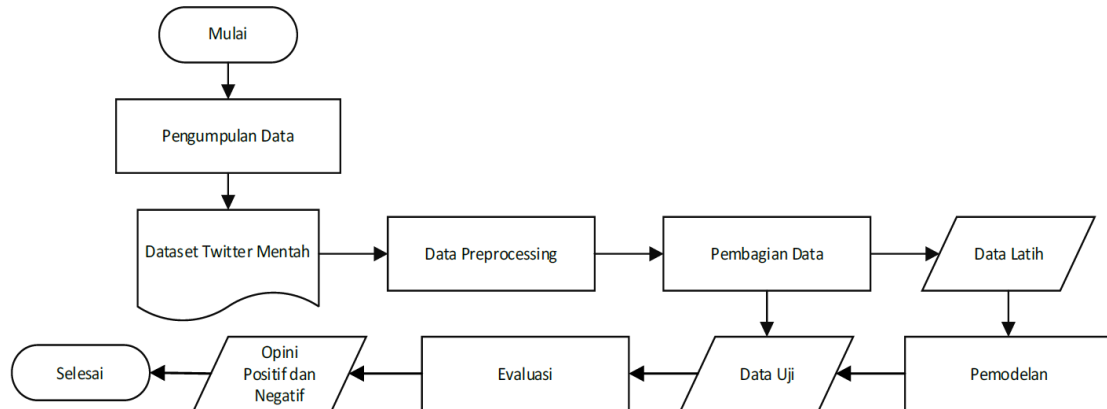 Mulai
Pengumpulan Data
Dataset Twitter Mentah
Data Preprocessing
Pembagian Data
Data Latih
Selesai
Opini
Positif dan
Negatif
Evaluasi
Data Uji
Pemodelan